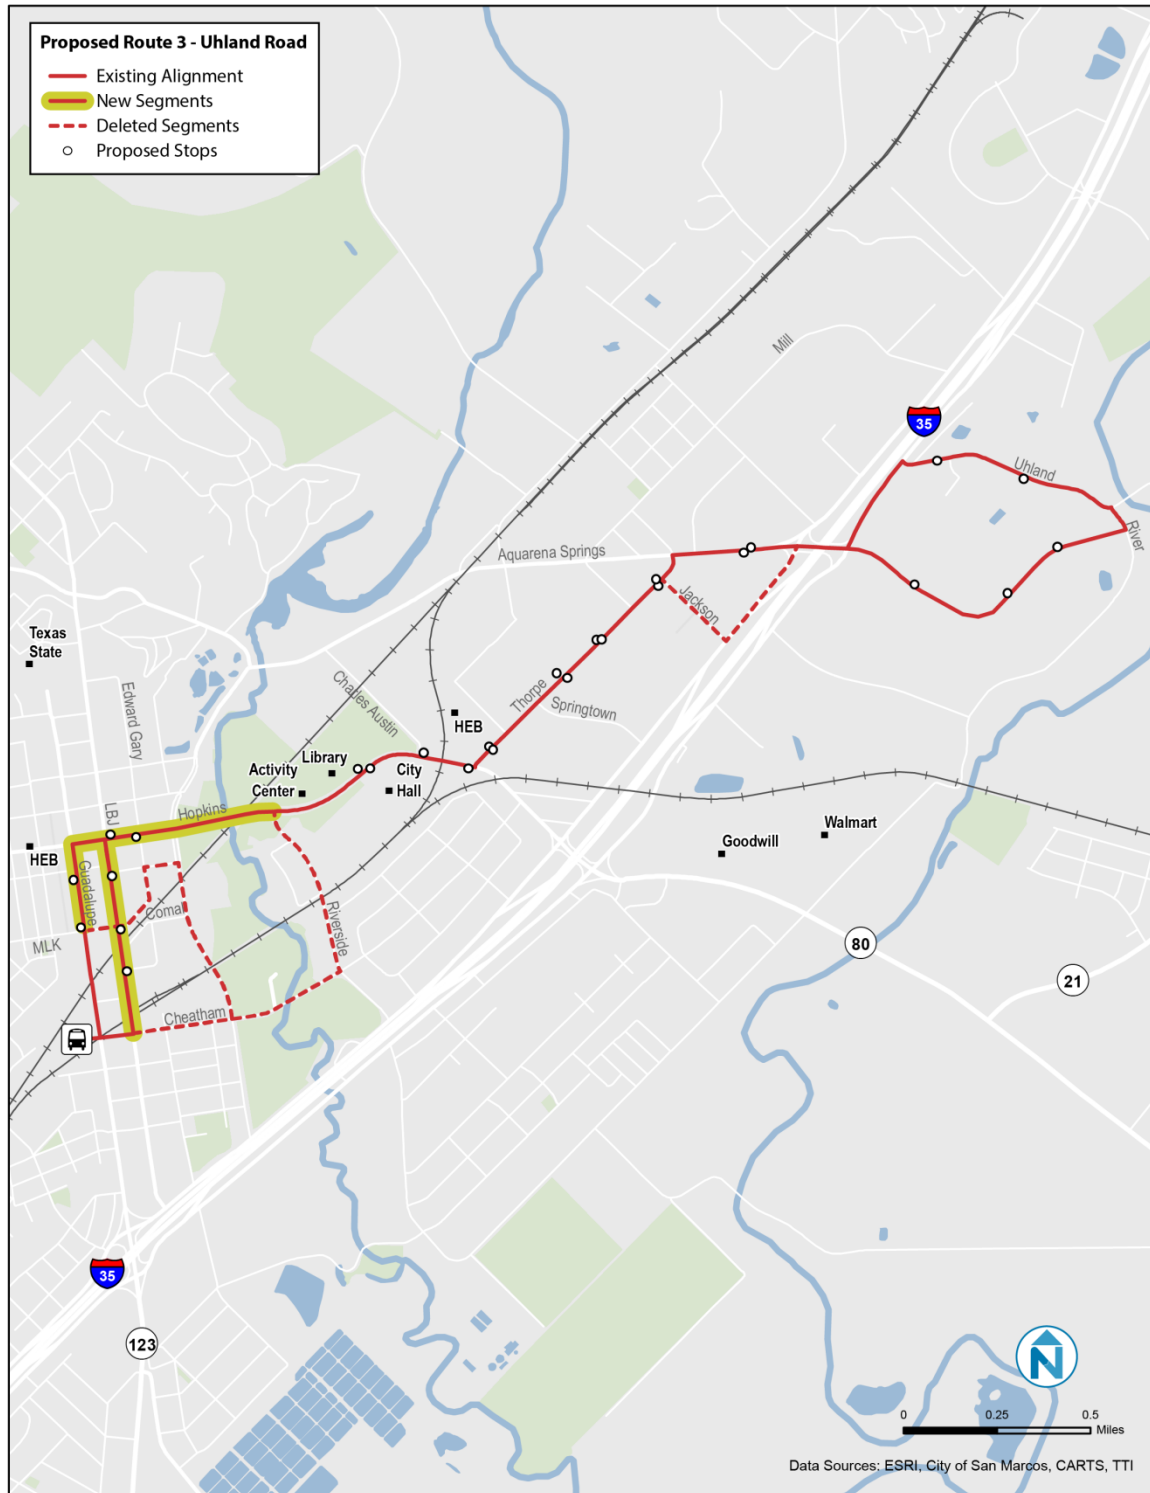 Proposed Route 3 - Uhland Road
Existing Alignment
New Segments
Deleted Segments
Proposed Stops
Mill
35
Uhland
River
Aquarena Springs
Jackson
Texas
State
Edward Gary
Charles Austin
Thorpe
Springtown
HEB
Library
Activity
Center
City
Hall
Hopkins
LBJ
HEB
Guadalupe
Goodwill
Walmart
Comal
Riverside
MLK
80
21
Cheatham
35
123
N
0 0.25 0.5
Miles
Data Sources: ESRI, City of San Marcos, CARTS, TTI